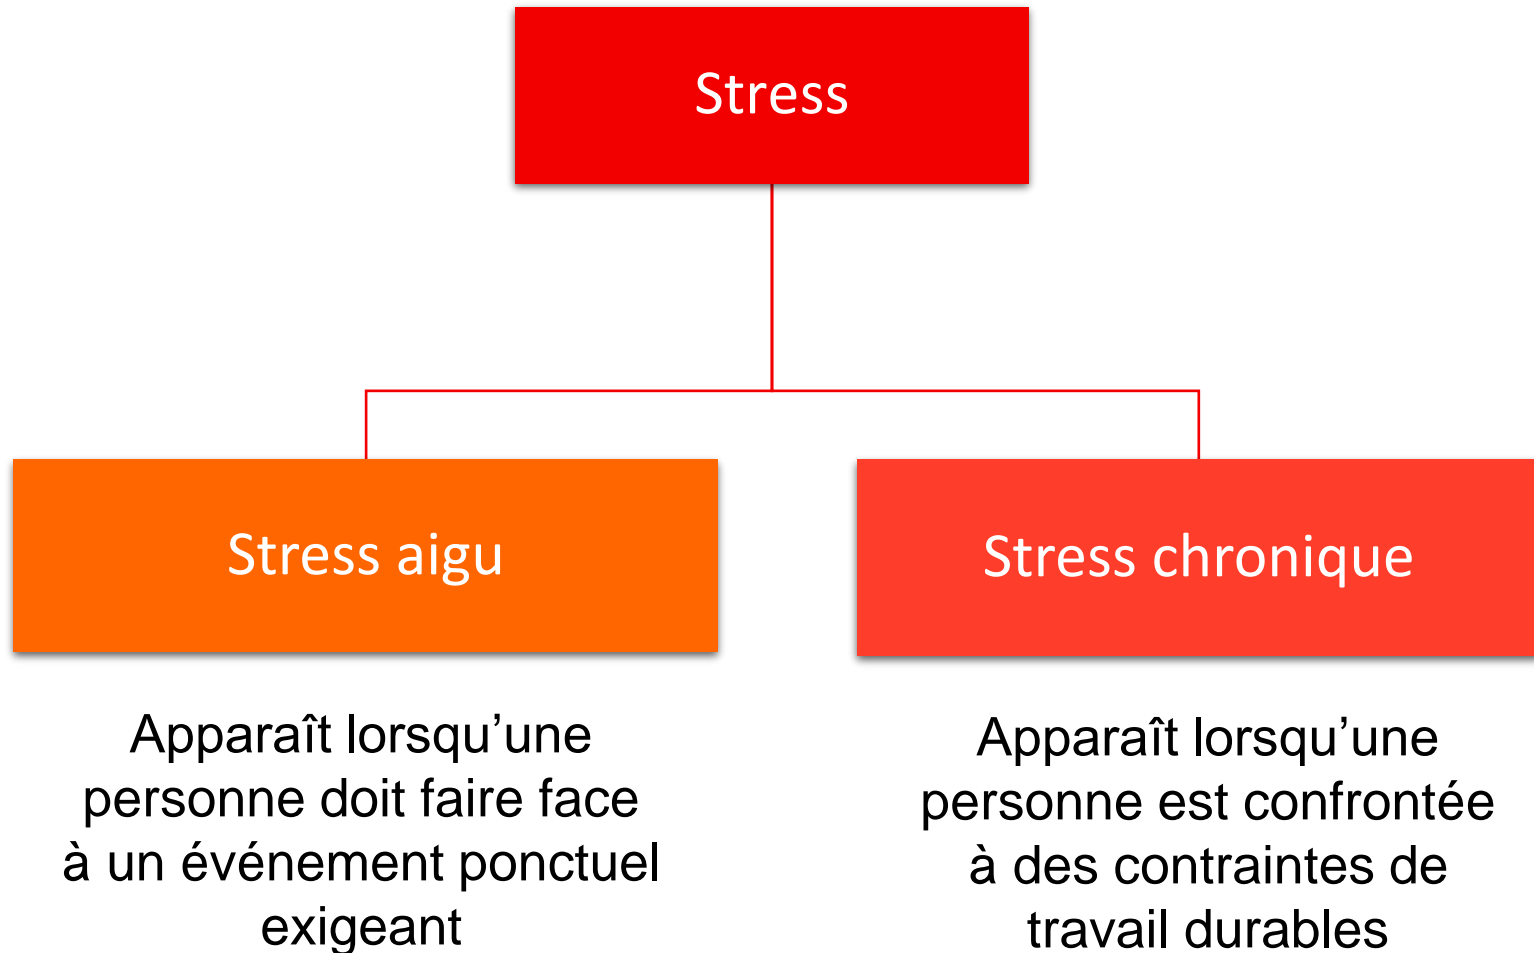 Stress
Stress aigu
Stress chronique
Apparaît lorsqu’une
personne doit faire face
à un événement ponctuel
exigeant
Apparaît lorsqu’une
personne est confrontée
à des contraintes de
travail durables